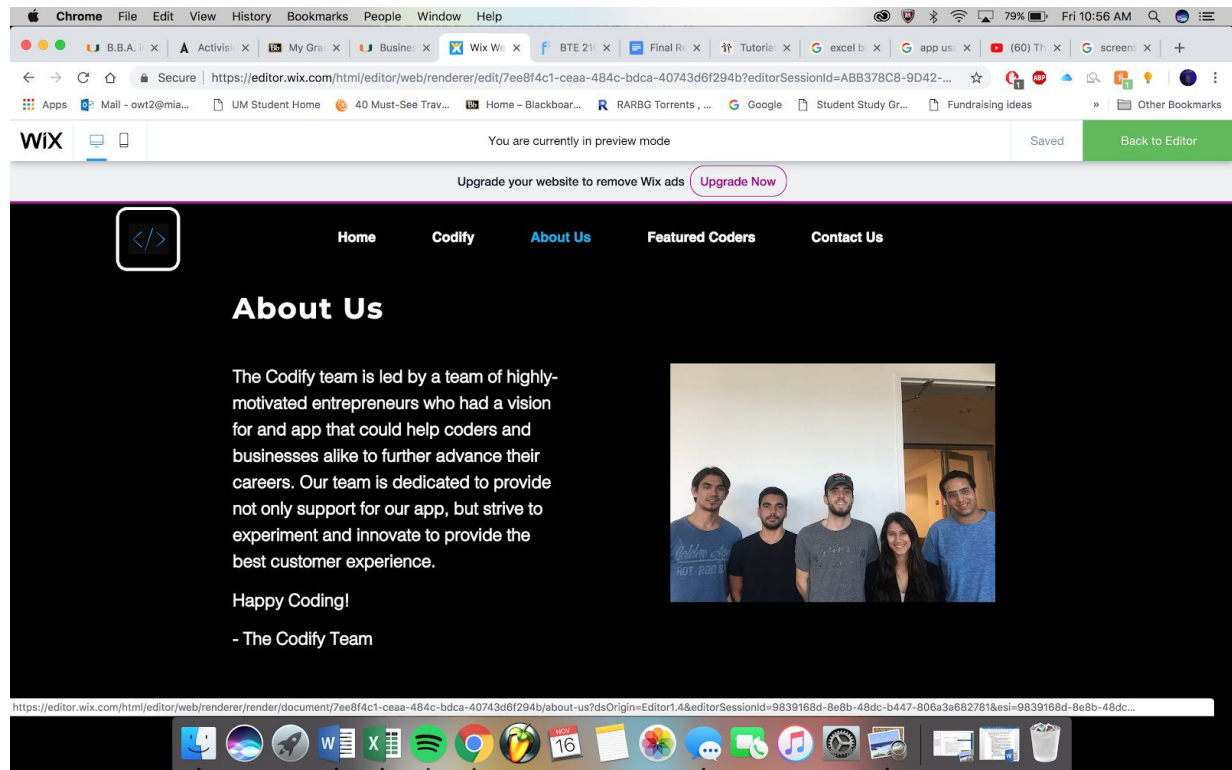 Chrome File Edit View History Bookmarks People Window Help 79% Fri 10:56 AM
B.B.A. Activisi My Gra Busines Wix We BTE 21 Final R Tutorial excel b app usa (60) Th screen
Secure https://editor.wix.com/html/editor/web/renderer/edit/7ee8f4c1-ceaa-484c-bdca-40743d6f294b?editorSessionId=ABB378C8-9D42-...
Apps Mail - owt2@mia... UM Student Home 40 Must-See Trav... Home – Blackboar... RARBG Torrents , ... Google Student Study Gr... Fundraising ideas » Other Bookmarks
WiX You are currently in preview mode Saved Back to Editor
Upgrade your website to remove Wix ads Upgrade Now
</> Home Codify About Us Featured Coders Contact Us
About Us
The Codify team is led by a team of highly-
motivated entrepreneurs who had a vision
for and app that could help coders and
businesses alike to further advance their
careers. Our team is dedicated to provide
not only support for our app, but strive to
experiment and innovate to provide the
best customer experience.
Happy Coding!
- The Codify Team
https://editor.wix.com/html/editor/web/renderer/render/document/7ee8f4c1-ceaa-484c-bdca-40743d6f294b/about-us?dsOrigin=Editor1.4&editorSessionId=9839168d-8e8b-48dc-b447-806a3a682781&esi=9839168d-8e8b-48dc...
NOV
16